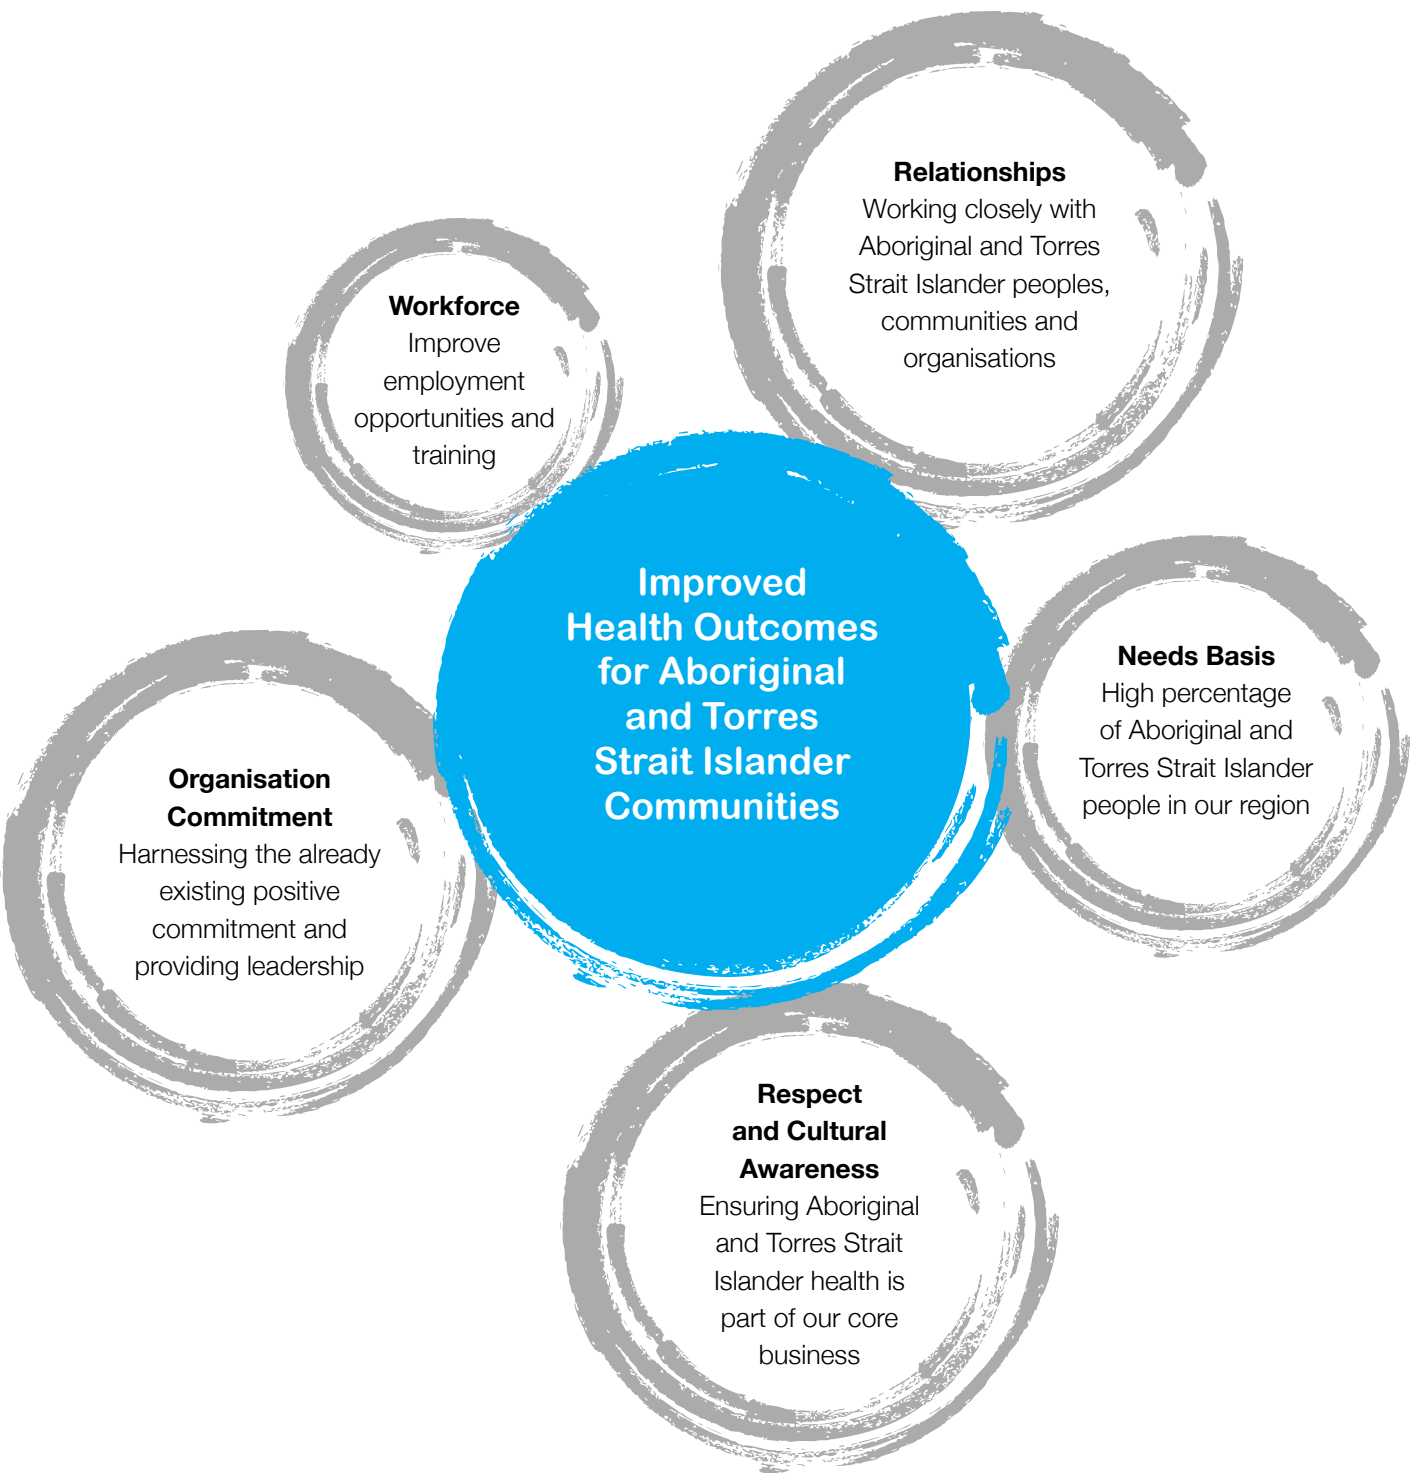 Relationships
Working closely with
Aboriginal and Torres
Strait Islander peoples,
communities and
organisations
Workforce
Improve
employment
opportunities and
training
Improved
Health Outcomes
for Aboriginal
and Torres
Strait Islander
Communities
Needs Basis
High percentage
of Aboriginal and
Torres Strait Islander
people in our region
Organisation
Commitment
Harnessing the already
existing positive
commitment and
providing leadership
Respect
and Cultural
Awareness
Ensuring Aboriginal
and Torres Strait
Islander health is
part of our core
business